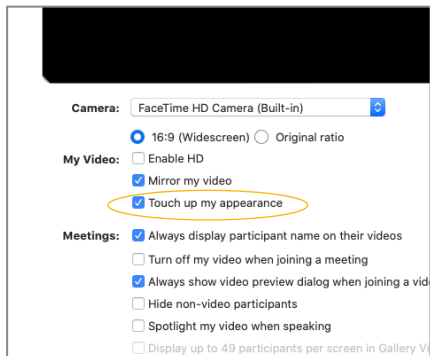 Camera: FaceTime HD Camera (Built-in)
16:9 (Widescreen) Original ratio
My Video: Enable HD
Mirror my video
Touch up my appearance
Meetings: Always display participant name on their videos
Turn off my video when joining a meeting
Always show video preview dialog when joining a
Hide non-video participants
Spotlight my video when speaking
Display up to 49 participants per screen in Gallery